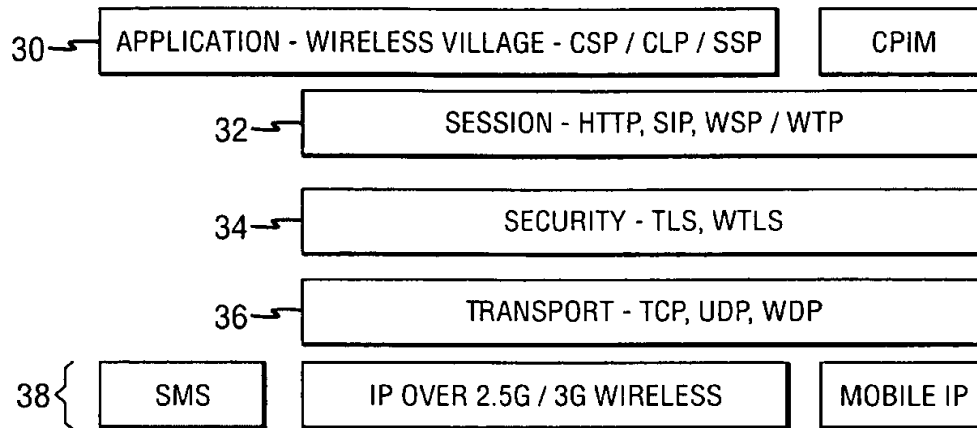 30 APPLICATION - WIRELESS VILLAGE - CSP / CLP / SSP CPIM
32 SESSION - HTTP, SIP, WSP / WTP
34 SECURITY - TLS, WTLS
36 TRANSPORT - TCP, UDP, WDP
38 SMS IP OVER 2.5G / 3G WIRELESS MOBILE IP